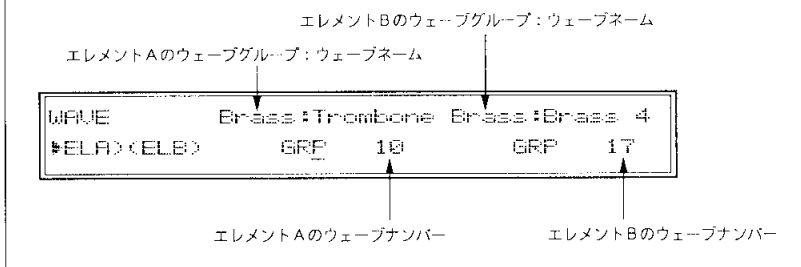 エレメントBのウェーブグループ：ウェーブネーム
エレメントAのウェーブグループ：ウェーブネーム
WAVE Brass:Trombone Brass:Brass 4
▶ELA)(ELB) GRP 10 GRP 17
エレメントAのウェーブナンバー エレメントBのウェーブナンバー